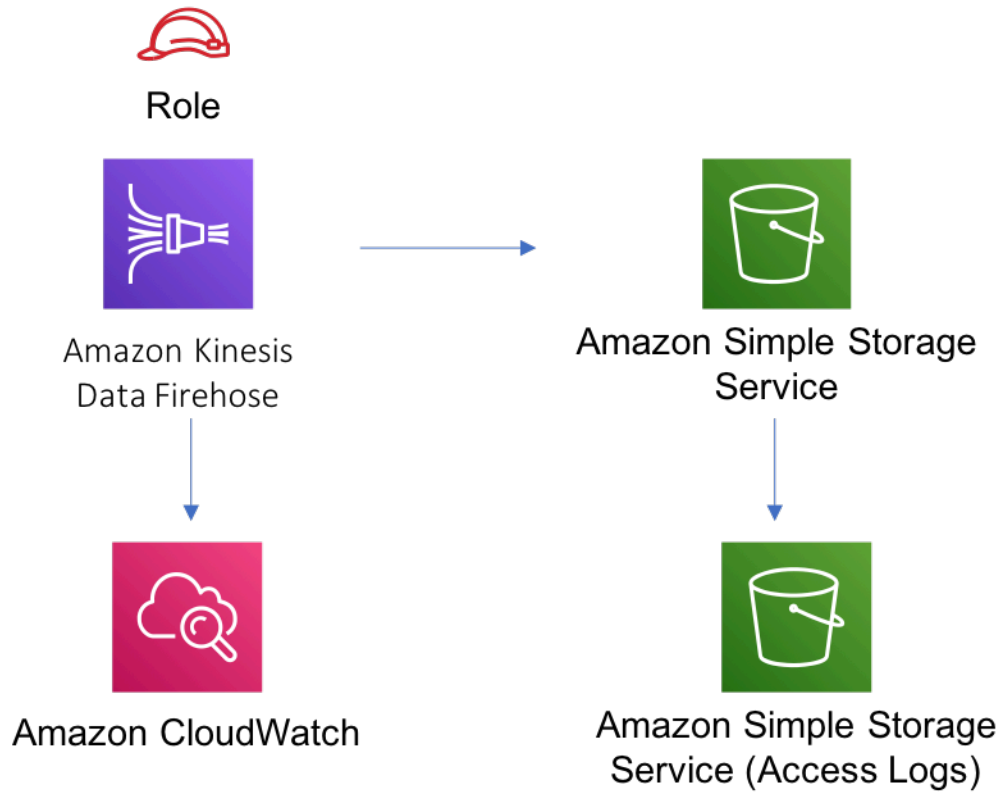 Role
Amazon Kinesis
Data Firehose
Amazon Simple Storage
Service
Amazon CloudWatch
Amazon Simple Storage
Service (Access Logs)